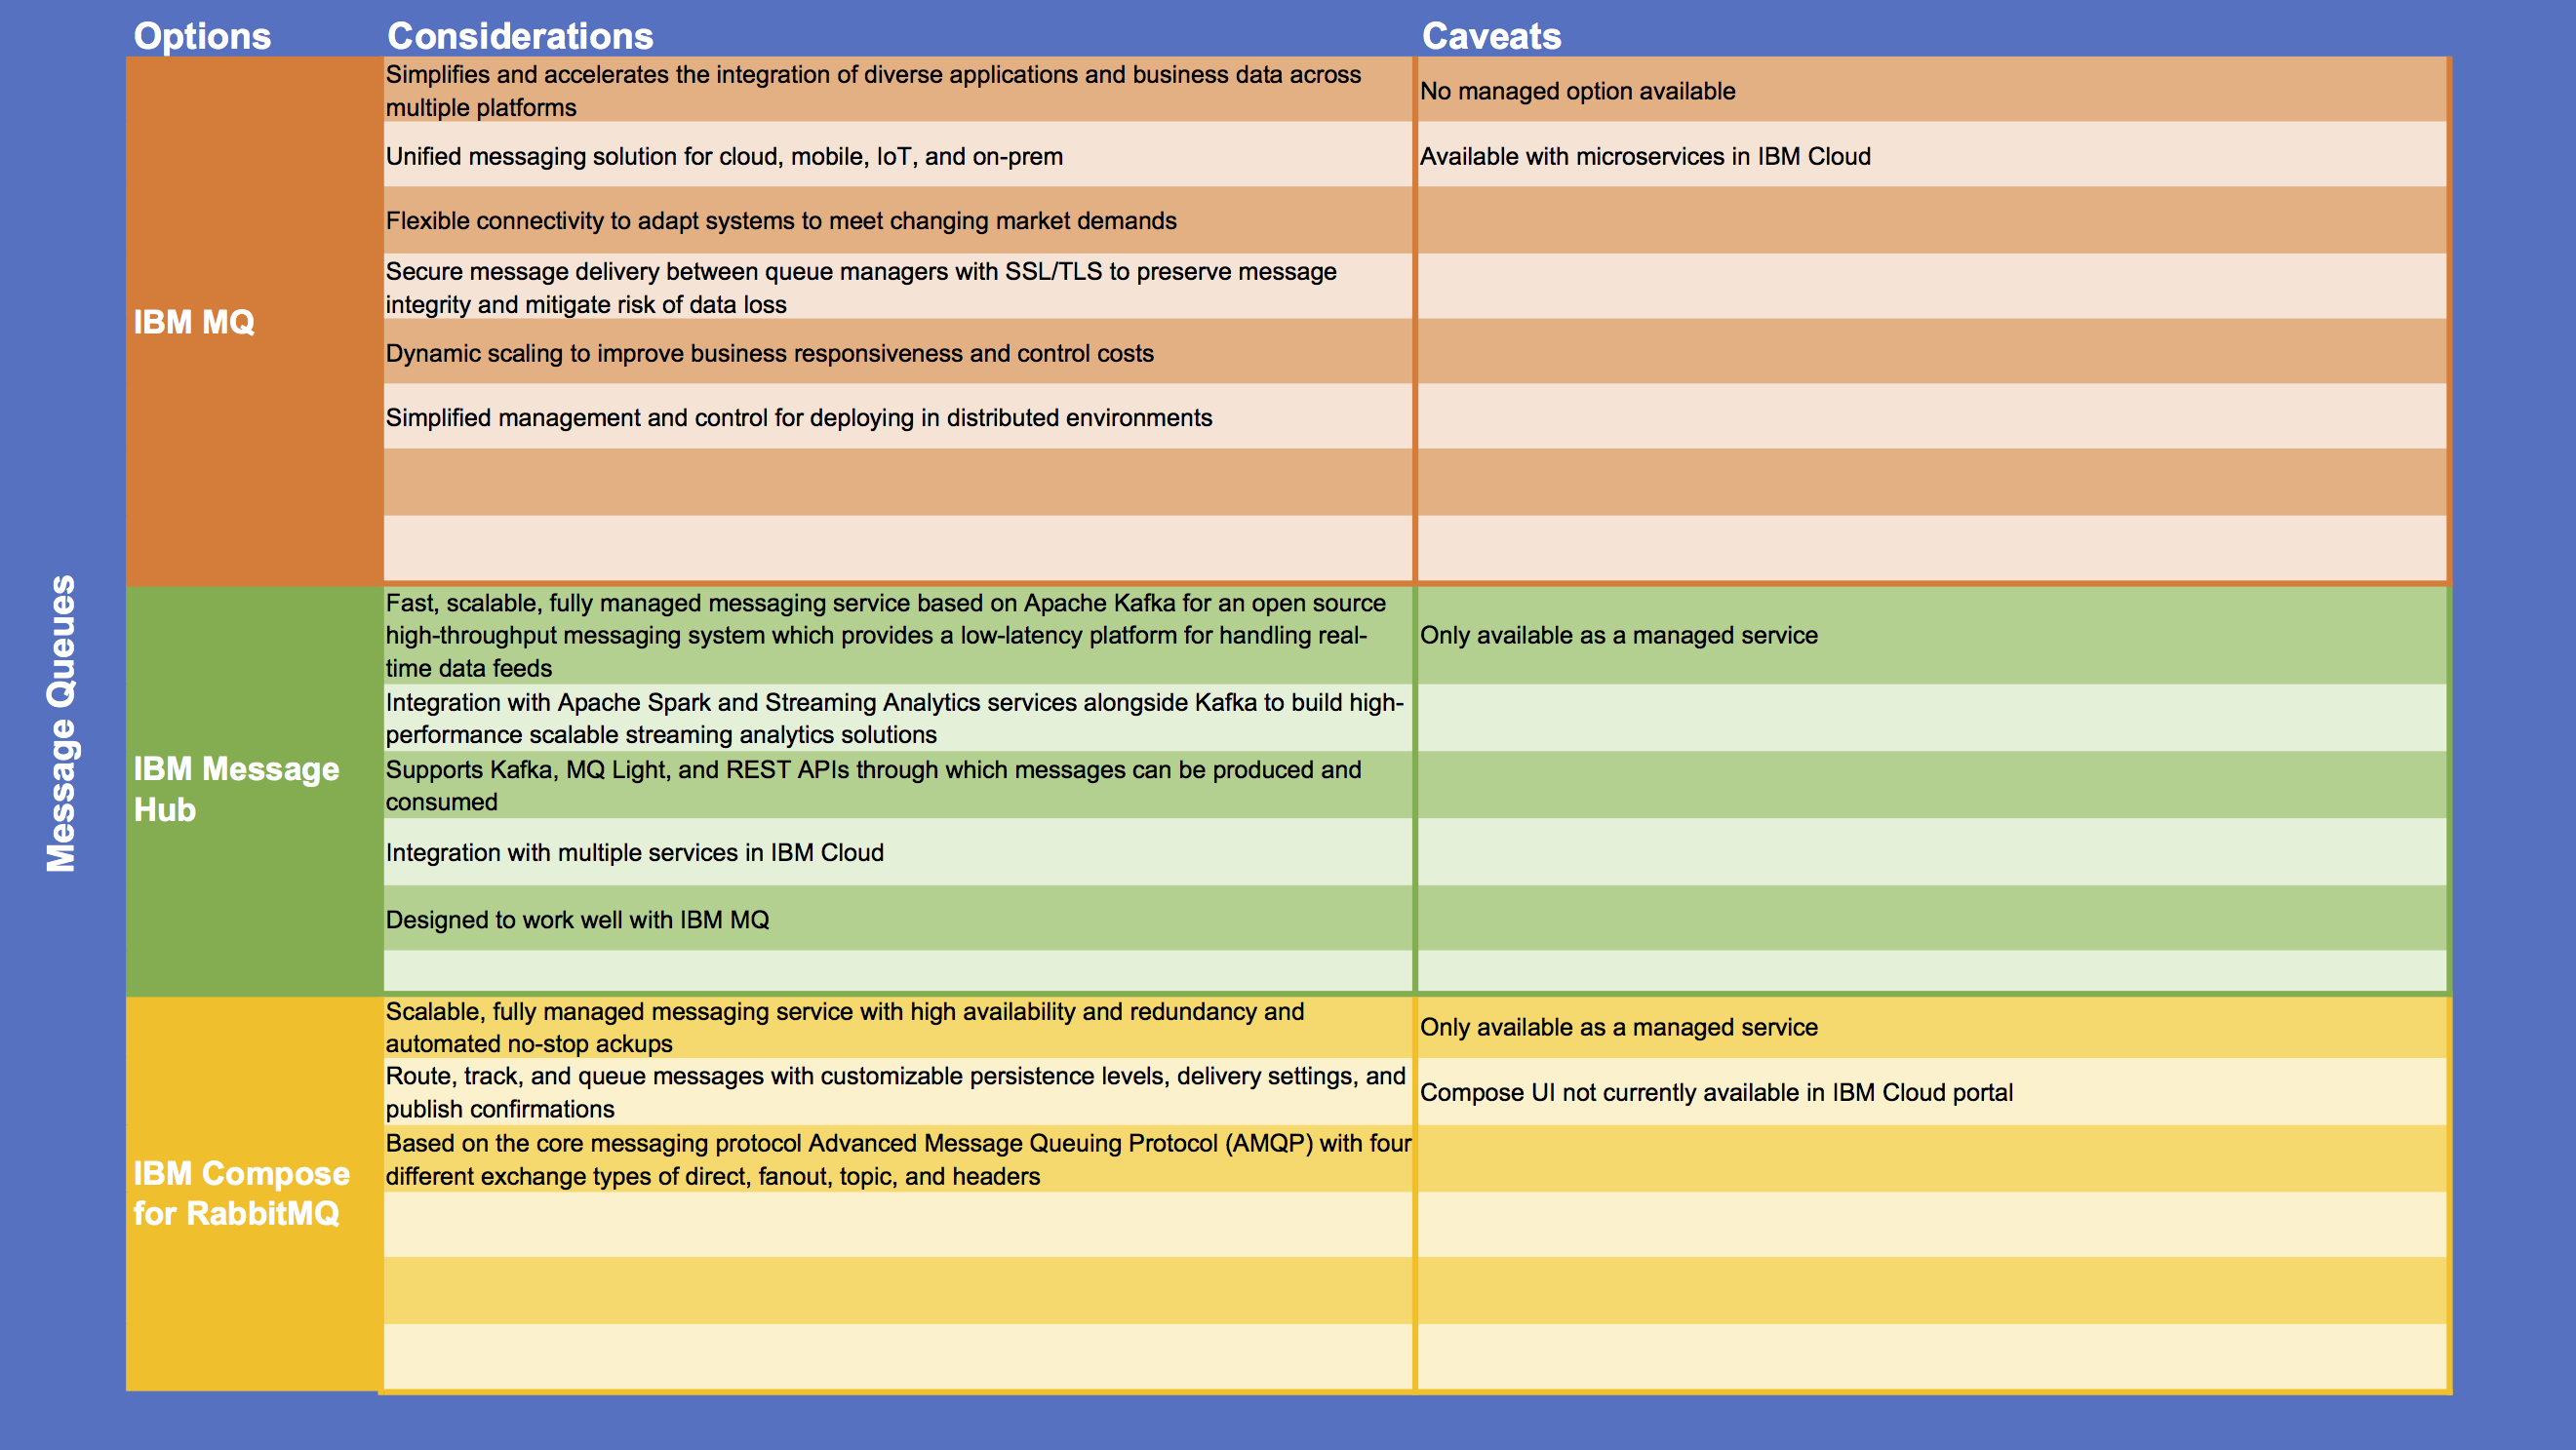 Options Considerations Caveats
Message Queues
IBM MQ
Simplifies and accelerates the integration of diverse applications and business data across
multiple platforms
No managed option available
Unified messaging solution for cloud, mobile, IoT, and on-prem
Available with microservices in IBM Cloud
Flexible connectivity to adapt systems to meet changing market demands
Secure message delivery between queue managers with SSL/TLS to preserve message
integrity and mitigate risk of data loss
Dynamic scaling to improve business responsiveness and control costs
Simplified management and control for deploying in distributed environments
IBM Message
Hub
Fast, scalable, fully managed messaging service based on Apache Kafka for an open source
high-throughput messaging system which provides a low-latency platform for handling real-
time data feeds
Only available as a managed service
Integration with Apache Spark and Streaming Analytics services alongside Kafka to build high-
performance scalable streaming analytics solutions
Supports Kafka, MQ Light, and REST APIs through which messages can be produced and
consumed
Integration with multiple services in IBM Cloud
Designed to work well with IBM MQ
IBM Compose
for RabbitMQ
Scalable, fully managed messaging service with high availability and redundancy and
automated no-stop ackups
Only available as a managed service
Route, track, and queue messages with customizable persistence levels, delivery settings, and
publish confirmations
Compose UI not currently available in IBM Cloud portal
Based on the core messaging protocol Advanced Message Queuing Protocol (AMQP) with four
different exchange types of direct, fanout, topic, and headers